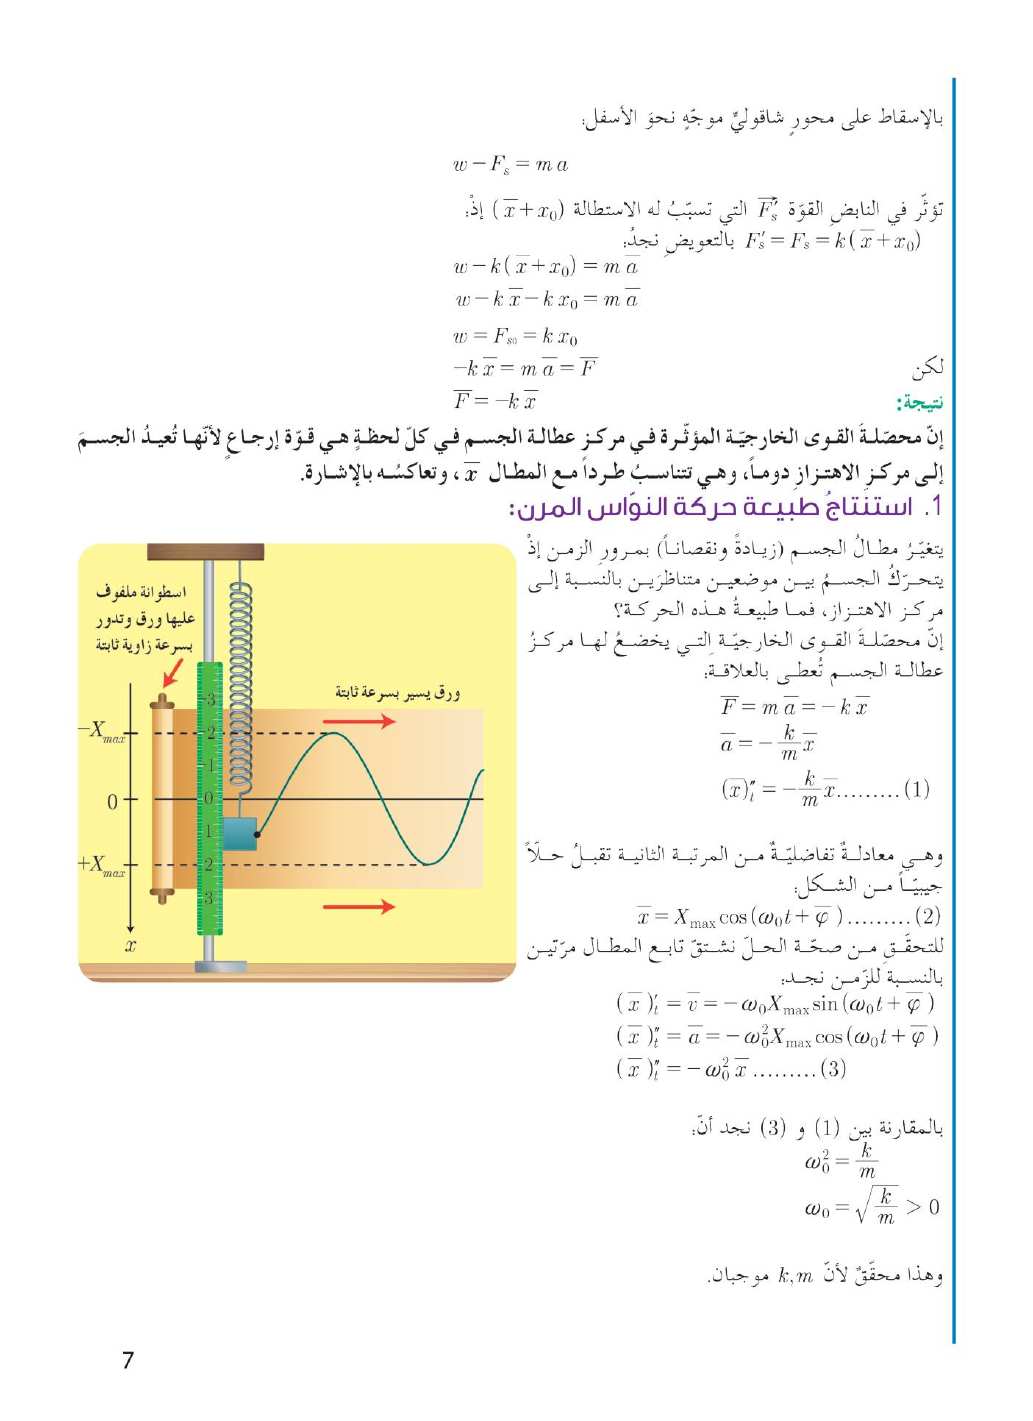 بالإسقاط على محورٍ شاقوليٍّ موجّهٍ نحوَ الأسفل:
w − F_s = m a
تؤثّر في النابضِ القوّة F⃗′_s التي تسبّبُ له الاستطالة (x̄ + x₀) إذْ:
F′_s = F_s = k(x̄ + x₀) بالتعويضِ نجدُ:
w − k(x̄ + x₀) = m ā
w − k x̄ − k x₀ = m ā
w = F_{s0} = k x₀
لكن −k x̄ = m ā = F̄
نتيجة: F̄ = −k x̄
إنّ محصّلةَ القوى الخارجيّة المؤثّرة في مركز عطالة الجسم في كلّ لحظةٍ هي قوّة إرجاعٍ لأنّها تُعيدُ الجسمَ
إلى مركزِ الاهتزازِ دوماً، وهي تتناسبُ طرداً مع المطال x̄، وتعاكسُه بالإشارة.
1. استنتاجُ طبيعة حركة النوّاس المرن:
يتغيّرُ مطالُ الجسم (زيادةً ونقصاناً) بمرورِ الزمن إذْ
يتحرّكُ الجسمُ بين موضعين متناظرَين بالنسبة إلى
مركز الاهتزاز، فما طبيعةُ هذه الحركة؟
إنّ محصّلةَ القوى الخارجيّة التي يخضعُ لها مركزُ
عطالة الجسم تُعطى بالعلاقة:
F̄ = m ā = − k x̄
ā = − k/m x̄
(x̄)″_t = − k/m x̄.........(1)
وهي معادلةٌ تفاضليّةٌ من المرتبة الثانية تقبلُ حلّاً
جيبيّاً من الشكل:
x̄ = X_max cos(ω₀t + φ̄).........(2)
للتحقّقِ من صحّة الحلّ نشتقّ تابع المطال مرّتين
بالنسبة للزّمن نجد:
(x̄)′_t = v̄ = − ω₀X_max sin(ω₀t + φ̄)
(x̄)″_t = ā = − ω₀²X_max cos(ω₀t + φ̄)
(x̄)″_t = − ω₀² x̄.........(3)
بالمقارنة بين (1) و (3) نجد أنّ:
ω₀² = k/m
ω₀ = √(k/m) > 0
وهذا محقّقٌ لأنّ k,m موجبان.
اسطوانة ملفوف
عليها ورق وتدور
بسرعة زاوية ثابتة
ورق يسير بسرعة ثابتة
3
−X_max 2
1
0 0
1
+X_max 2
3
x
7